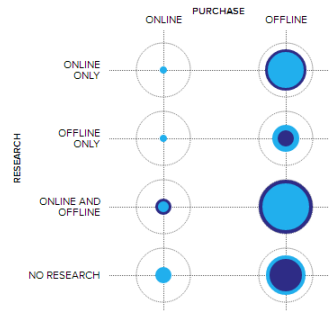 PURCHASE
ONLINE
OFFLINE
RESEARCH
ONLINE
ONLY
OFFLINE
ONLY
ONLINE AND
OFFLINE
NO RESEARCH